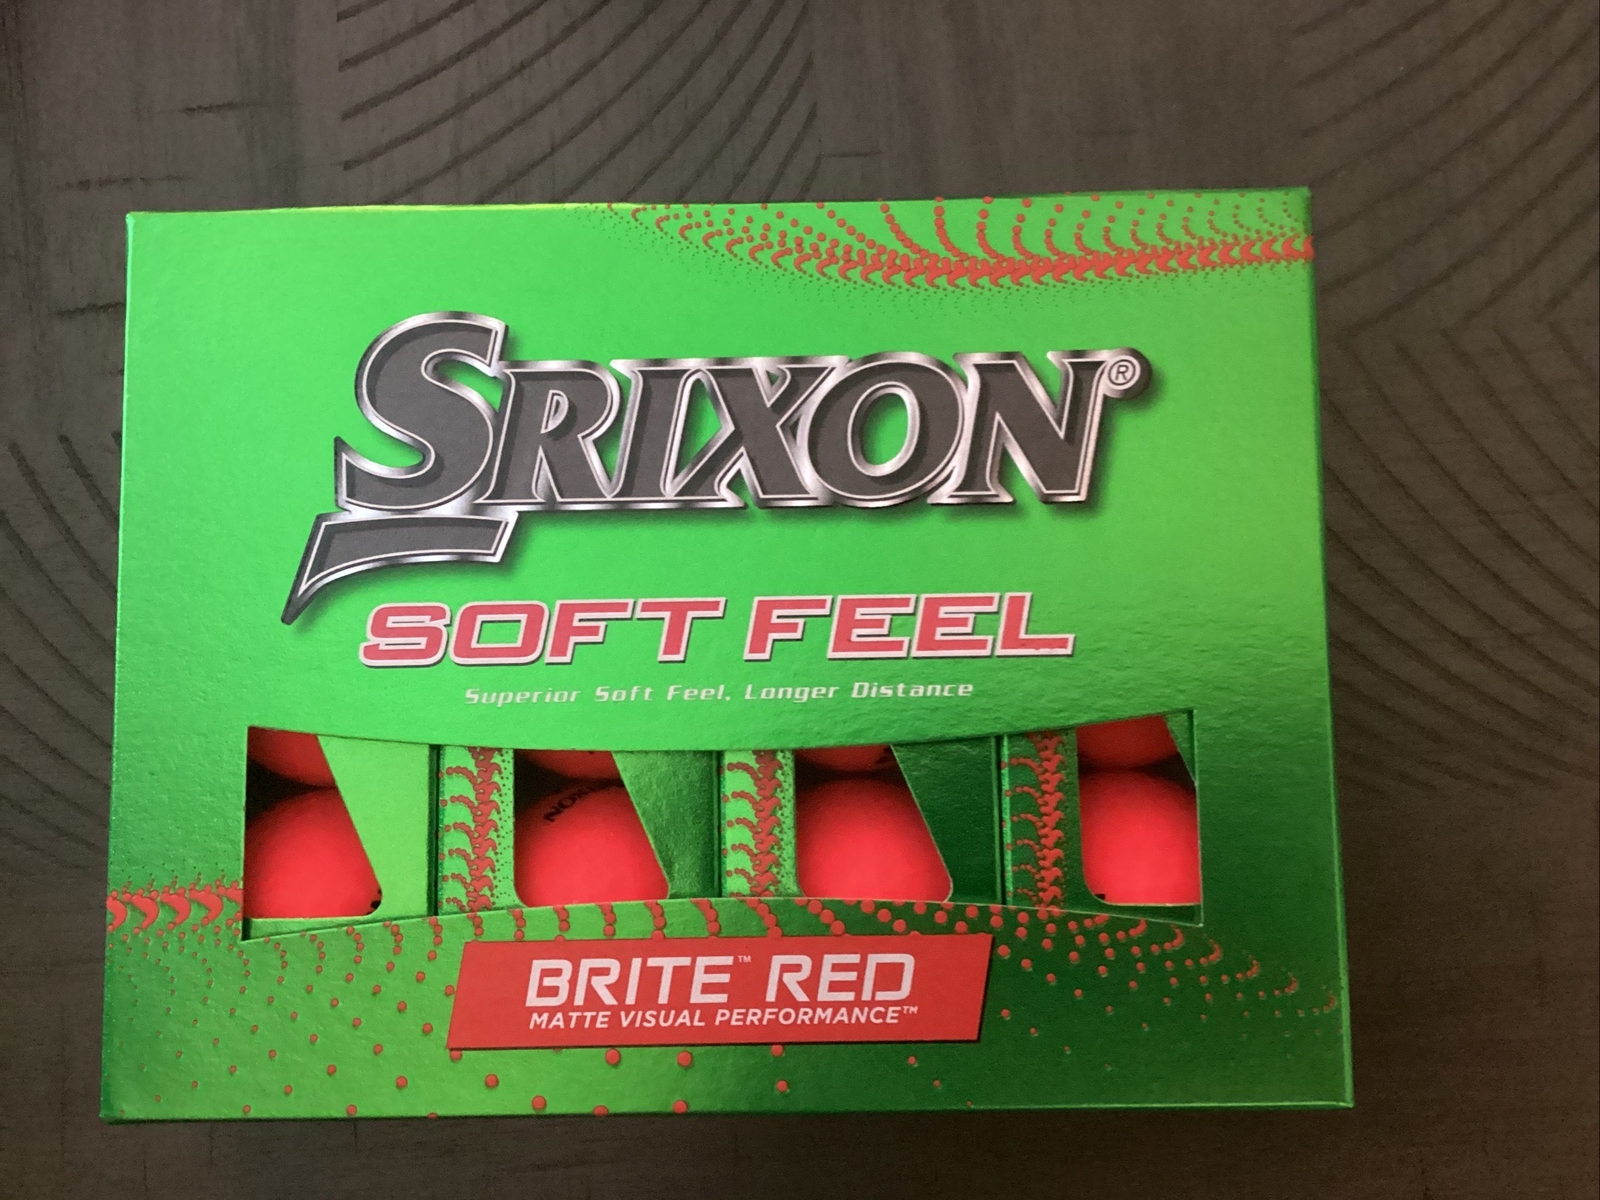 SRIXON®
SOFT FEEL
Superior Soft Feel, Longer Distance
BRITE™ RED
MATTE VISUAL PERFORMANCE™